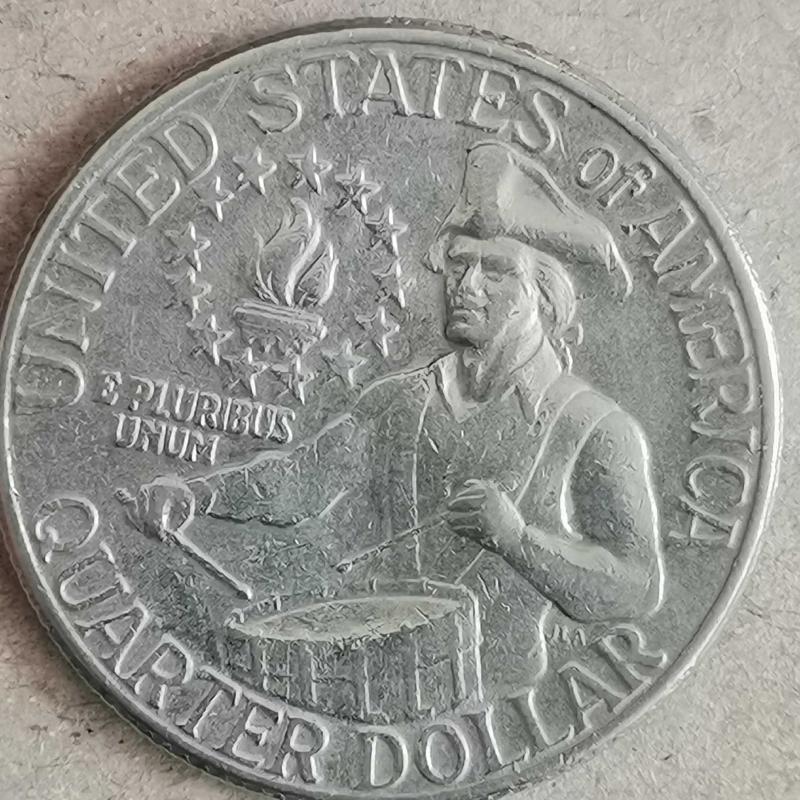 UNITED STATES of AMERICA
E PLURIBUS
UNUM
QUARTER DOLLAR